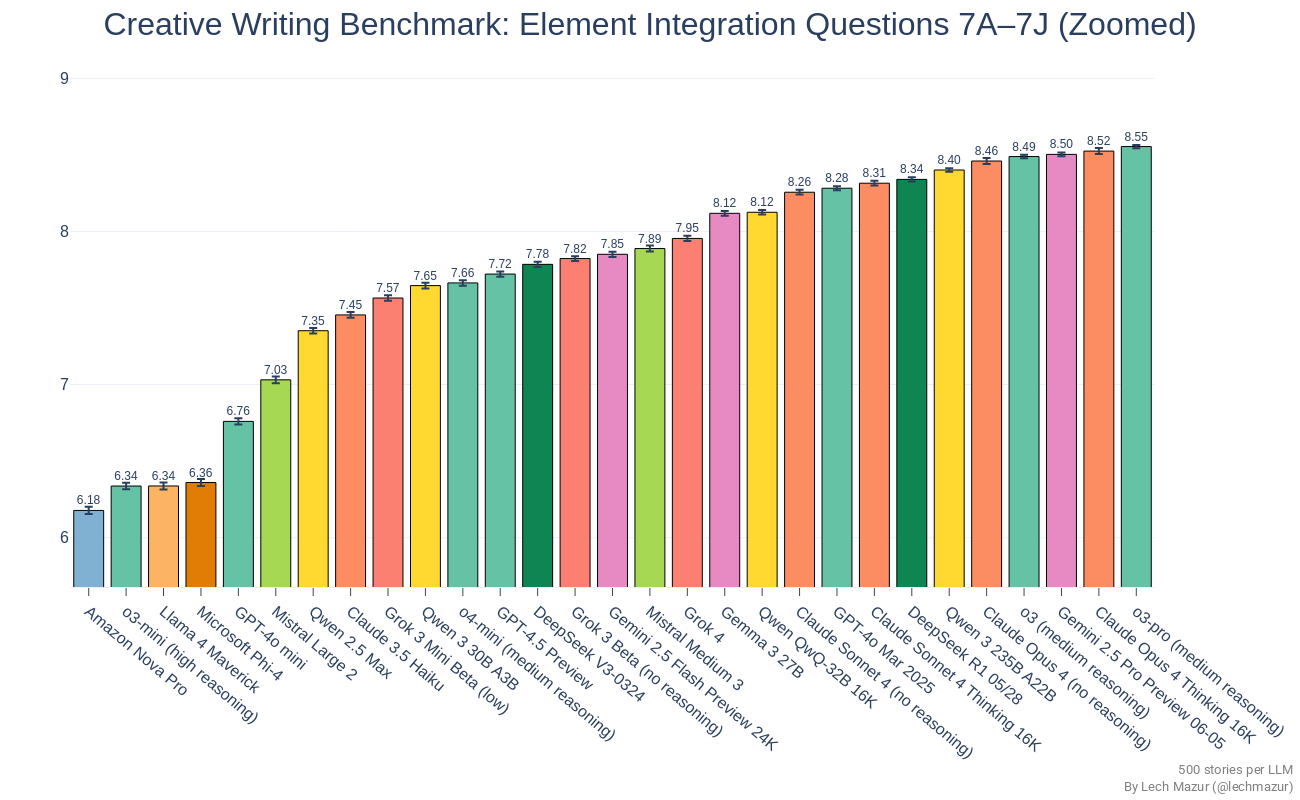 Creative Writing Benchmark: Element Integration Questions 7A–7J (Zoomed)
9
8
7
6
6.18
6.34
6.34
6.36
6.76
7.03
7.35
7.45
7.57
7.65
7.66
7.72
7.78
7.82
7.85
7.89
7.95
8.12
8.12
8.26
8.28
8.31
8.34
8.40
8.46
8.49
8.50
8.52
8.55
Amazon Nova Pro
o3-mini (high reasoning)
Llama 4 Maverick
Microsoft Phi-4
GPT-4o mini
Mistral Large 2
Qwen 2.5 Max
Claude 3.5 Haiku
Grok 3 Mini Beta (low)
Qwen 3 30B A3B
o4-mini (medium reasoning)
GPT-4.5 Preview
DeepSeek V3-0324
Grok 3 Beta (no reasoning)
Gemini 2.5 Flash Preview 24K
Mistral Medium 3
Grok 4
Gemma 3 27B
Qwen QwQ-32B 16K
Claude Sonnet 4 (no reasoning)
GPT-4o Mar 2025
Claude Sonnet 4 Thinking 16K
DeepSeek R1 05/28
Qwen 3 235B A22B
Claude Opus 4 (no reasoning)
o3 (medium reasoning)
Gemini 2.5 Pro Preview 06-05
Claude Opus 4 Thinking 16K
o3-pro (medium reasoning)
500 stories per LLM
By Lech Mazur (@lechmazur)